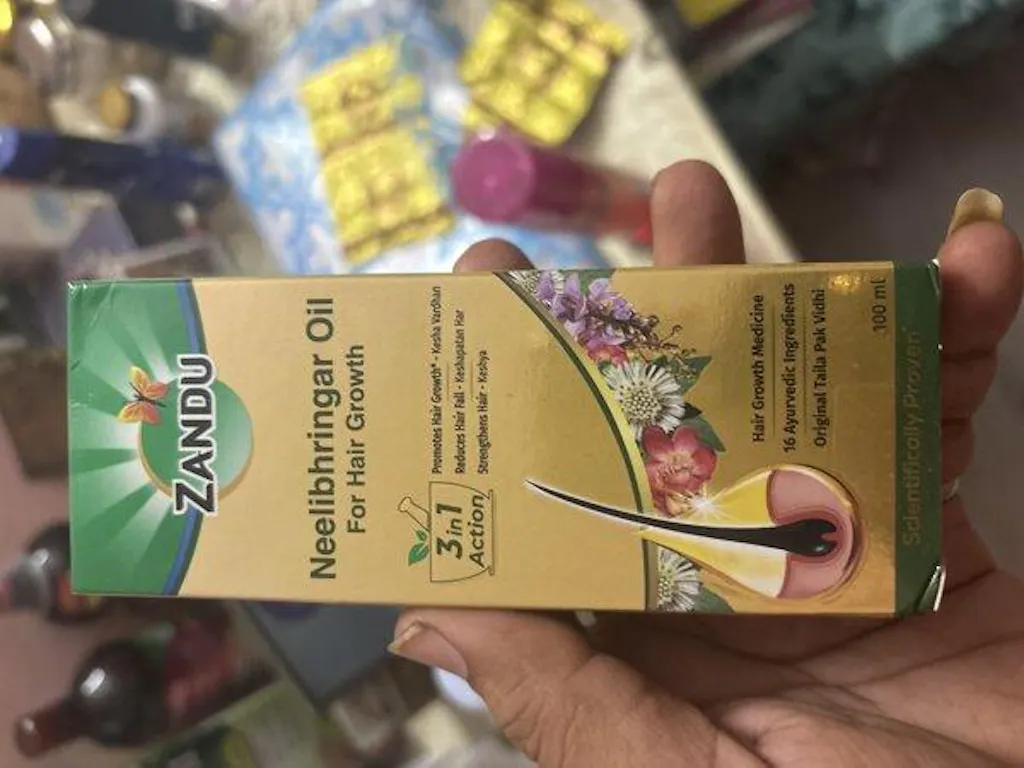 ZANDU
Neelibhringar Oil
For Hair Growth
3 in 1
Action
Promotes Hair Growth* - Kesha Vardhan
Reduces Hair Fall - Keshapatan Har
Strengthens Hair - Keshya
Hair Growth Medicine
16 Ayurvedic Ingredients
Original Taila Pak Vidhi
100 ml
Scientifically Proven*